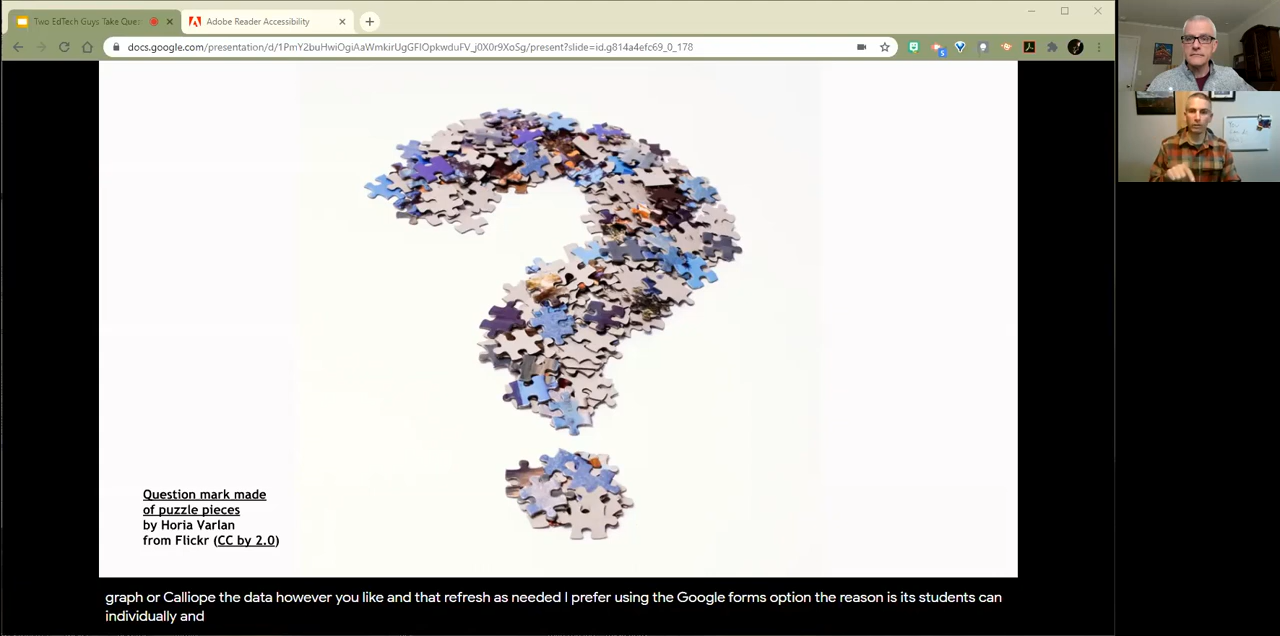 Two EdTech Guys Take Ques
Adobe Reader Accessibility
docs.google.com/presentation/d/1PmY2buHwiOgiAaWmkirUgGFIOpkwduFV_j0X0r9XoSg/present?slide=id.g814a4efc69_0_178
5
Question mark made
of puzzle pieces
by Horia Varlan
from Flickr (CC by 2.0)
graph or Calliope the data however you like and that refresh as needed I prefer using the Google forms option the reason is its students can
individually and